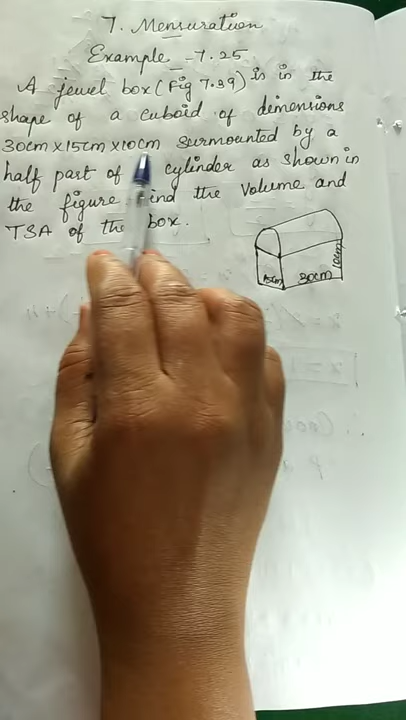 7. Mensuration
Example - 7.25
A jewel box (Fig 7.39) is in the
shape of a cuboid of dimensions
30cm x 15cm x 10cm surmounted by a
half part of cylinder as shown in
the figure ind the volume and
TSA of the box.
10cm
15cm 30cm